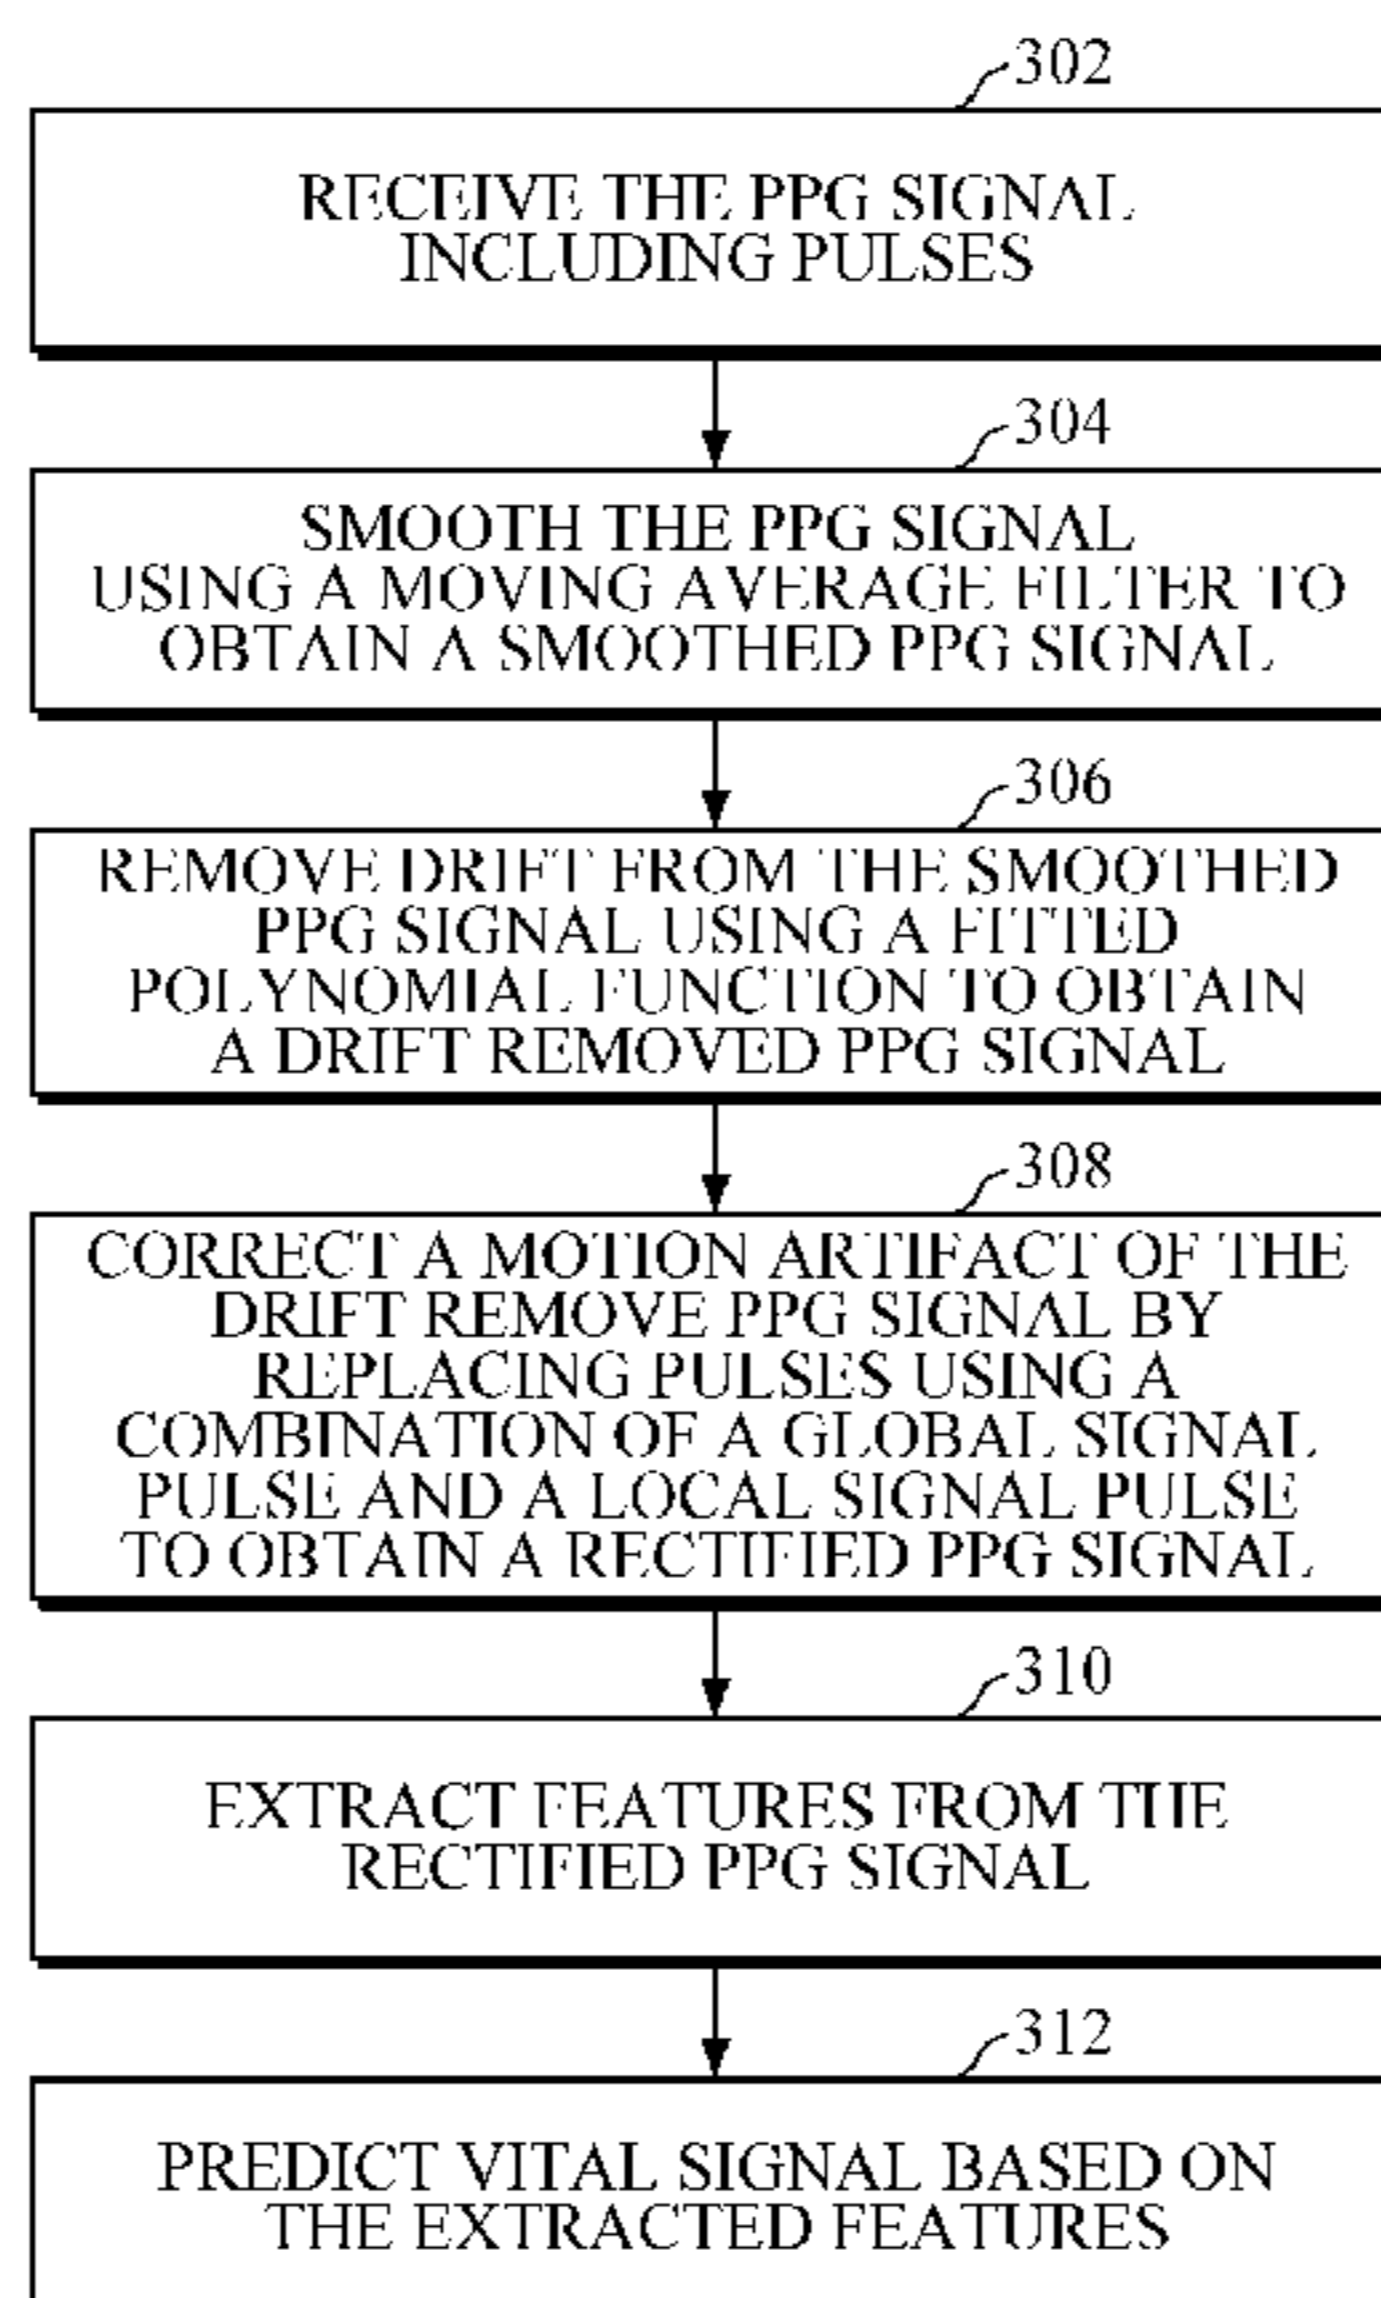 302
RECEIVE THE PPG SIGNAL
INCLUDING PULSES
304
SMOOTH THE PPG SIGNAL
USING A MOVING AVERAGE FILTER TO
OBTAIN A SMOOTHED PPG SIGNAL
306
REMOVE DRIFT FROM THE SMOOTHED
PPG SIGNAL USING A FITTED
POLYNOMIAL FUNCTION TO OBTAIN
A DRIFT REMOVED PPG SIGNAL
308
CORRECT A MOTION ARTIFACT OF THE
DRIFT REMOVE PPG SIGNAL BY
REPLACING PULSES USING A
COMBINATION OF A GLOBAL SIGNAL
PULSE AND A LOCAL SIGNAL PULSE
TO OBTAIN A RECTIFIED PPG SIGNAL
310
EXTRACT FEATURES FROM THE
RECTIFIED PPG SIGNAL
312
PREDICT VITAL SIGNAL BASED ON
THE EXTRACTED FEATURES